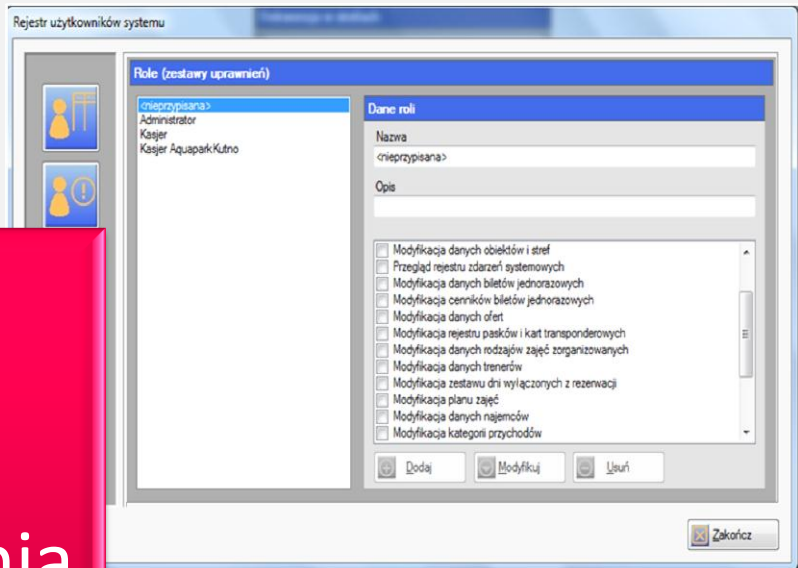 Rejestr użytkowników systemu
Role (zestawy uprawnień)
<nieprzypisana>
Administrator
Kasjer
Kasjer Aquapark Kutno
Dane roli
Nazwa
<nieprzypisana>
Opis
Modyfikacja danych obiektów i stref
Przegląd rejestru zdarzeń systemowych
Modyfikacja danych biletów jednorazowych
Modyfikacja cenników biletów jednorazowych
Modyfikacja danych ofert
Modyfikacja rejestru pasków i kart transponderowych
Modyfikacja danych rodzajów zajęć zorganizowanych
Modyfikacja danych trenerów
Modyfikacja zestawu dni wyłączonych z rezerwacji
Modyfikacja planu zajęć
Modyfikacja danych najemców
Modyfikacja kategorii przychodów
Dodaj
Modyfikuj
Usuń
Zakończ